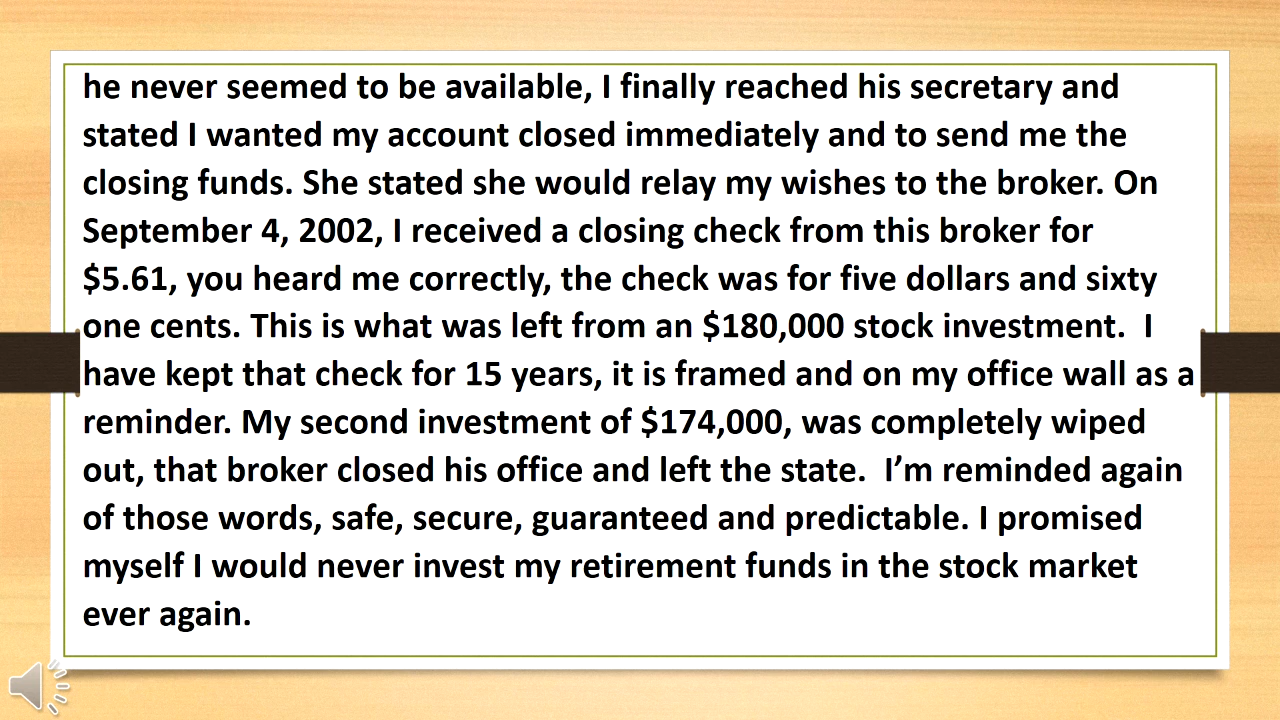 he never seemed to be available, I finally reached his secretary and
stated I wanted my account closed immediately and to send me the
closing funds. She stated she would relay my wishes to the broker. On
September 4, 2002, I received a closing check from this broker for
$5.61, you heard me correctly, the check was for five dollars and sixty
one cents. This is what was left from an $180,000 stock investment.  I
have kept that check for 15 years, it is framed and on my office wall as a
reminder. My second investment of $174,000, was completely wiped
out, that broker closed his office and left the state.  I’m reminded again
of those words, safe, secure, guaranteed and predictable. I promised
myself I would never invest my retirement funds in the stock market
ever again.